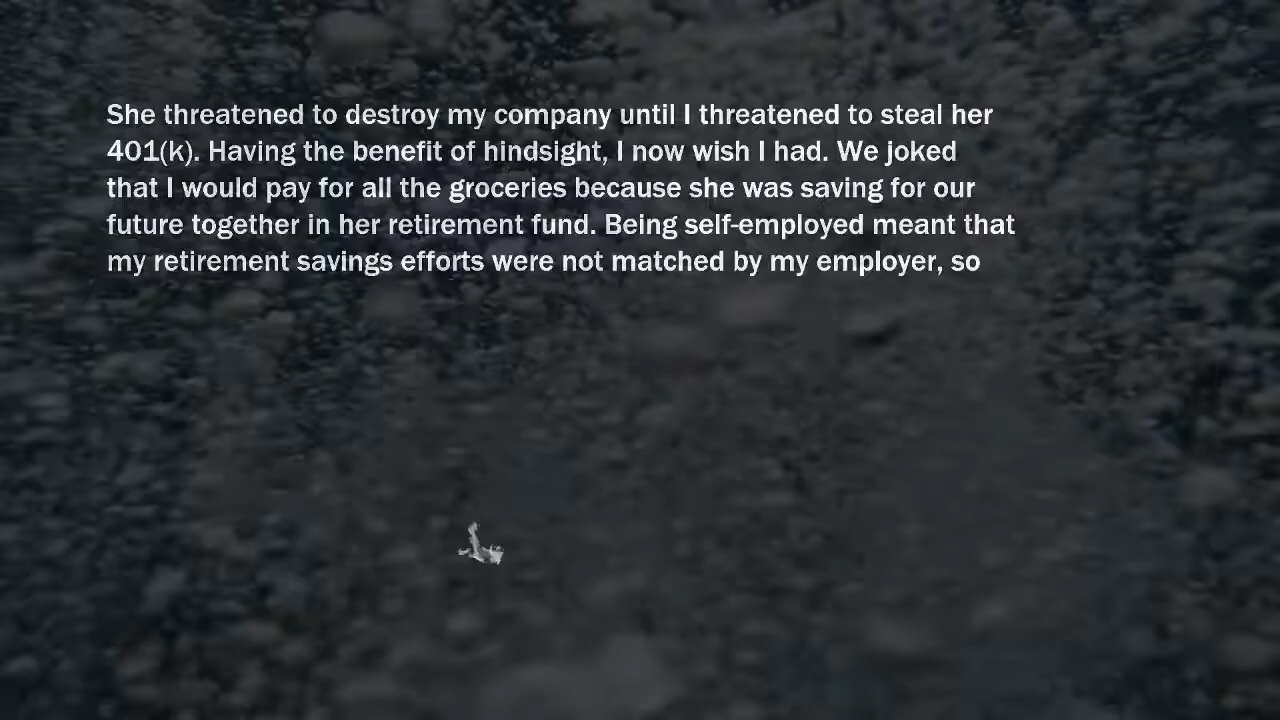 She threatened to destroy my company until I threatened to steal her
401(k). Having the benefit of hindsight, I now wish I had. We joked
that I would pay for all the groceries because she was saving for our
future together in her retirement fund. Being self-employed meant that
my retirement savings efforts were not matched by my employer, so